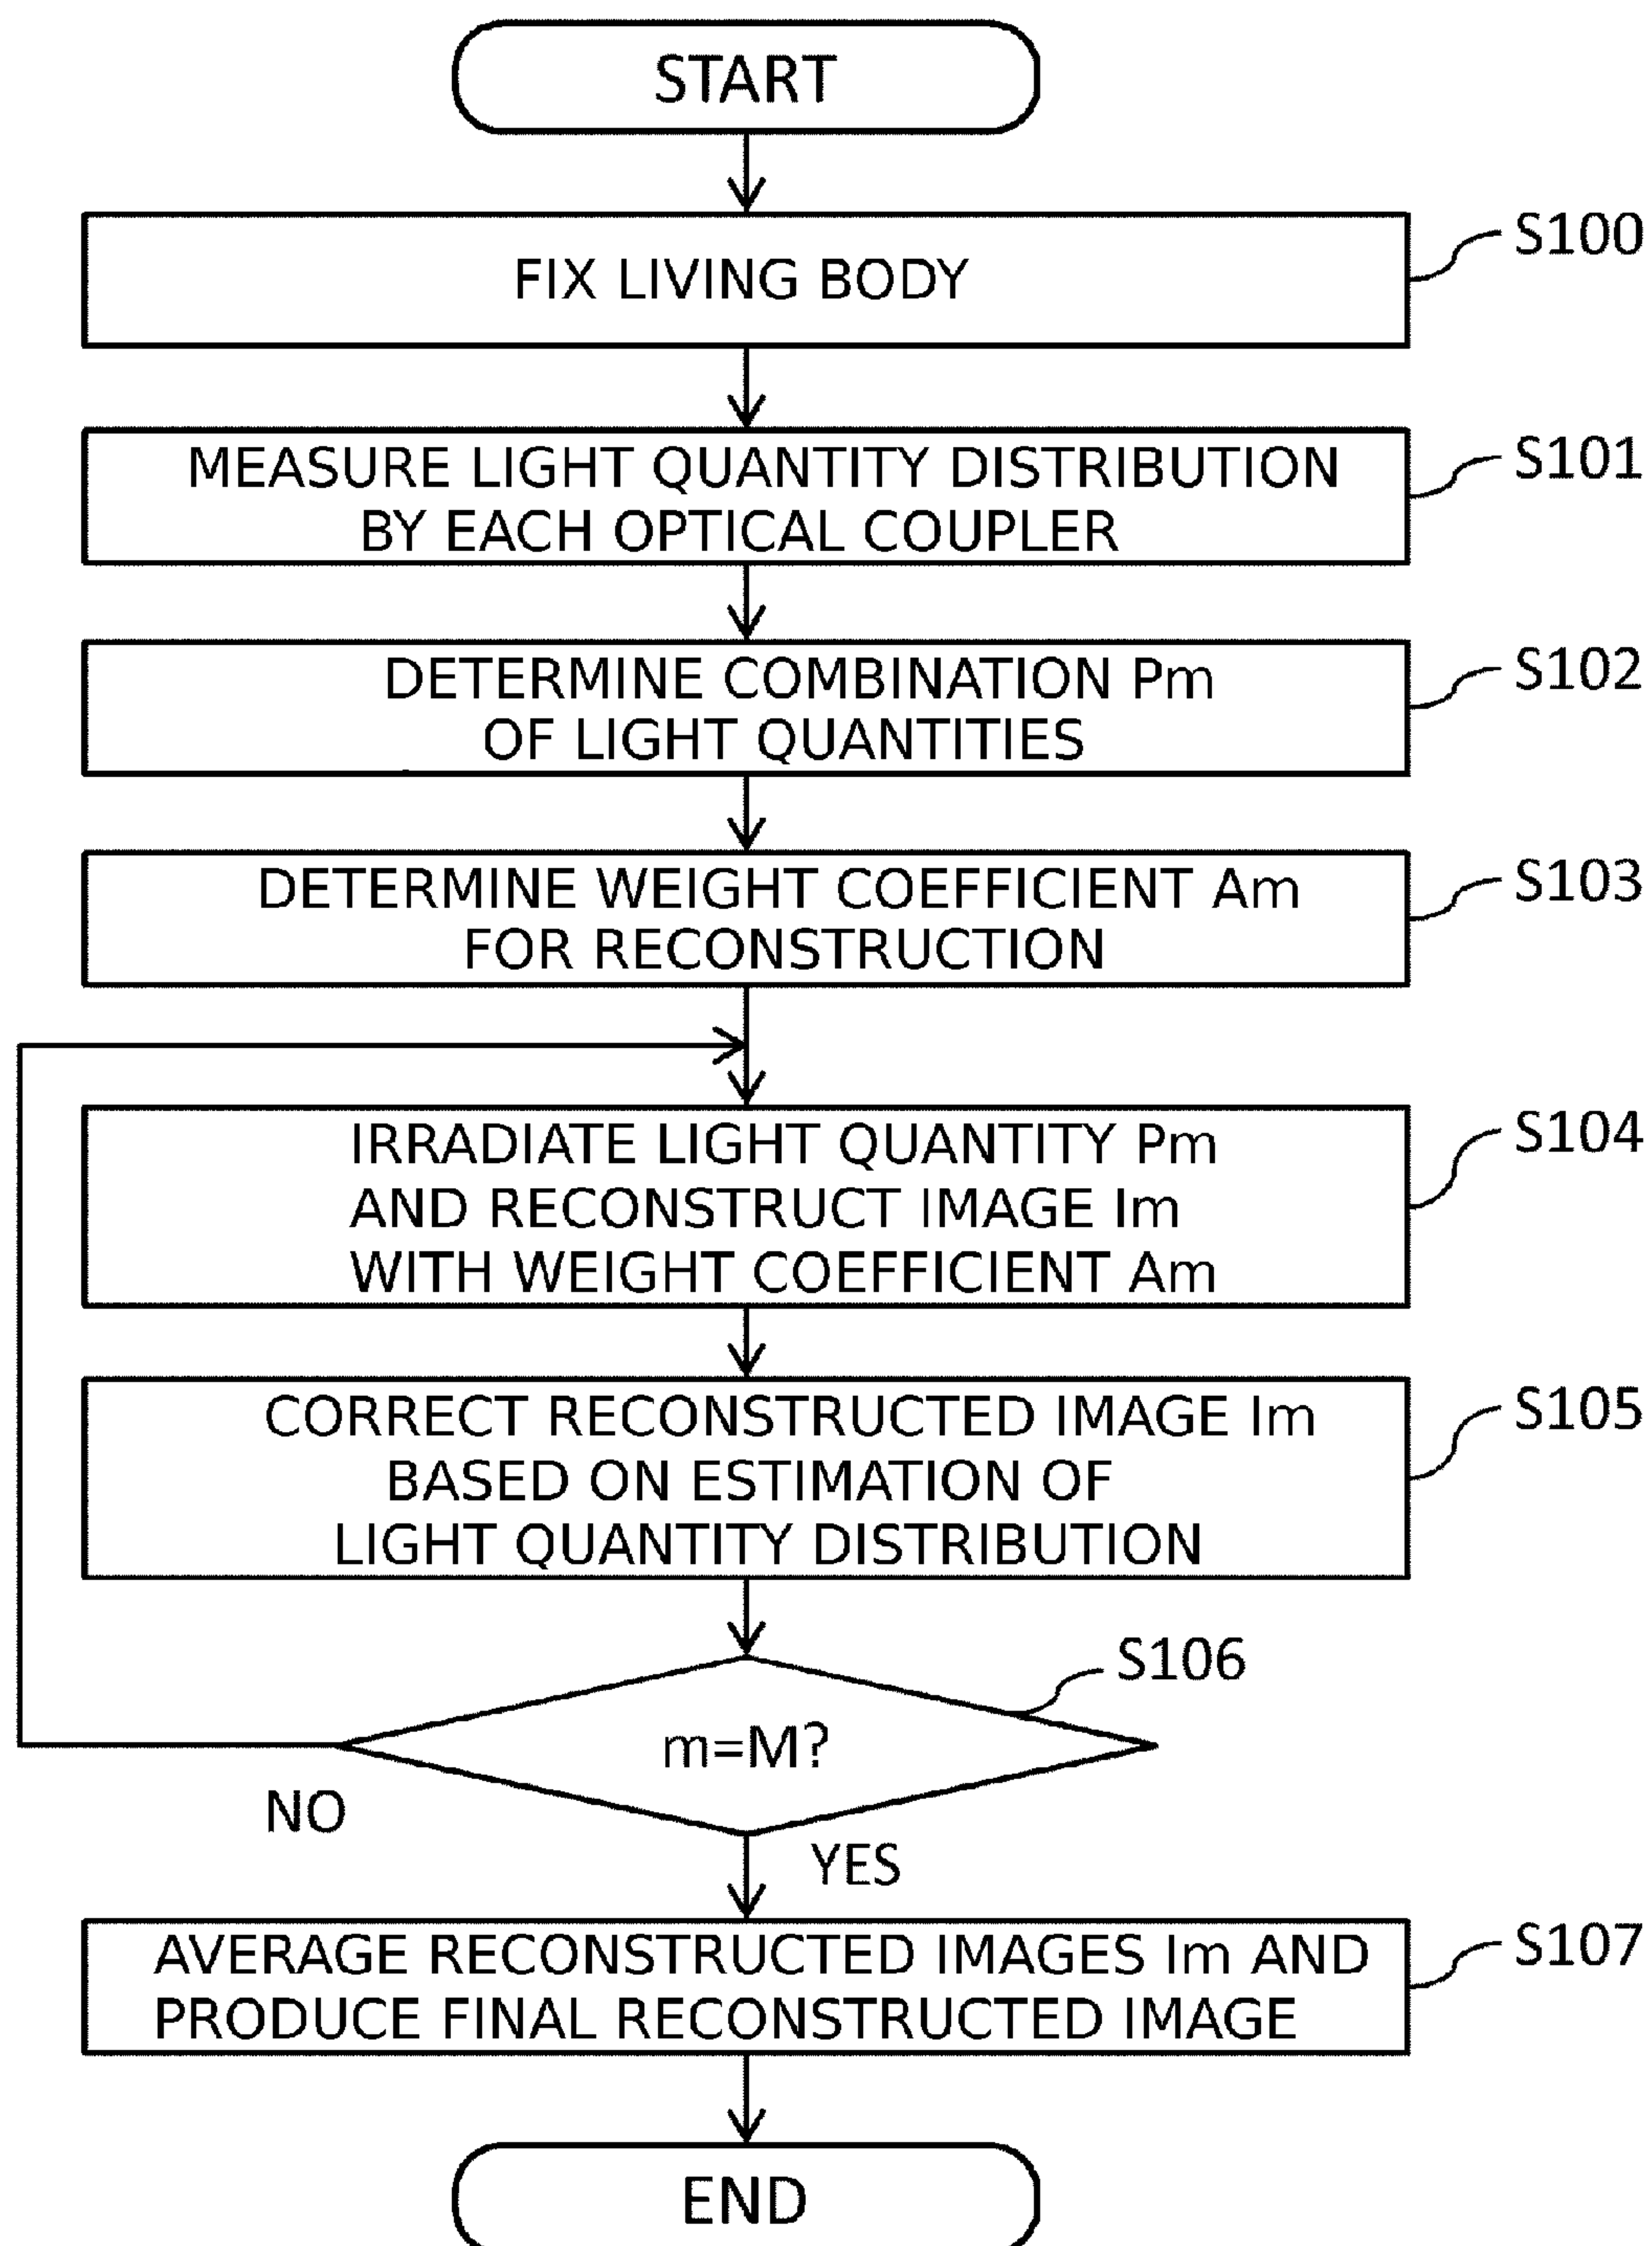 START
FIX LIVING BODY
S100
MEASURE LIGHT QUANTITY DISTRIBUTION
BY EACH OPTICAL COUPLER
S101
DETERMINE COMBINATION Pm
OF LIGHT QUANTITIES
S102
DETERMINE WEIGHT COEFFICIENT Am
FOR RECONSTRUCTION
S103
IRRADIATE LIGHT QUANTITY Pm
AND RECONSTRUCT IMAGE Im
WITH WEIGHT COEFFICIENT Am
S104
CORRECT RECONSTRUCTED IMAGE Im
BASED ON ESTIMATION OF
LIGHT QUANTITY DISTRIBUTION
S105
m=M?
S106
NO
YES
AVERAGE RECONSTRUCTED IMAGES Im AND
PRODUCE FINAL RECONSTRUCTED IMAGE
S107
END